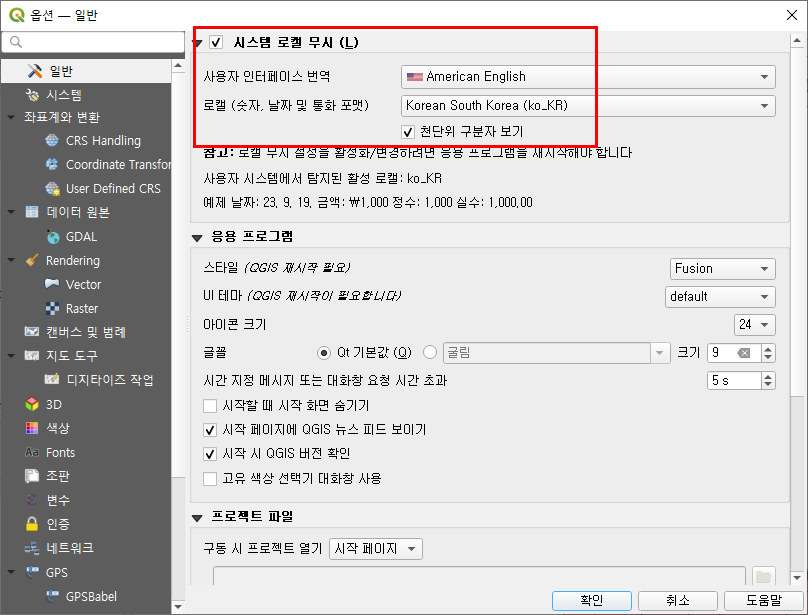 옵션 — 일반
일반
시스템
좌표계와 변환
CRS Handling
Coordinate Transfor
User Defined CRS
데이터 원본
GDAL
Rendering
Vector
Raster
캔버스 및 범례
지도 도구
디지타이즈 작업
3D
색상
Aa Fonts
조판
변수
인증
네트워크
GPS
GPSBabel
시스템 로컬 무시 (L)
사용자 인터페이스 번역 American English
로컬 (숫자, 날짜 및 통화 포맷) Korean South Korea (ko_KR)
천단위 구분자 보기
참고: 로컬 무시 설정을 활성화/변경하려면 응용 프로그램을 재시작해야 합니다
사용자 시스템에서 탐지된 활성 로컬: ko_KR
예제 날짜: 23. 9. 19. 금액: ₩1,000 정수: 1,000 실수: 1,000.00
응용 프로그램
스타일 (QGIS 재시작 필요) Fusion
UI 테마 (QGIS 재시작이 필요합니다) default
아이콘 크기 24
글꼴 Qt 기본값 (Q) 굴림 크기 9
시간 지정 메시지 또는 대화창 요청 시간 초과 5 s
시작할 때 시작 화면 숨기기
시작 페이지에 QGIS 뉴스 피드 보이기
시작 시 QGIS 버전 확인
고유 색상 선택기 대화창 사용
프로젝트 파일
구동 시 프로젝트 열기 시작 페이지
확인 취소 도움말